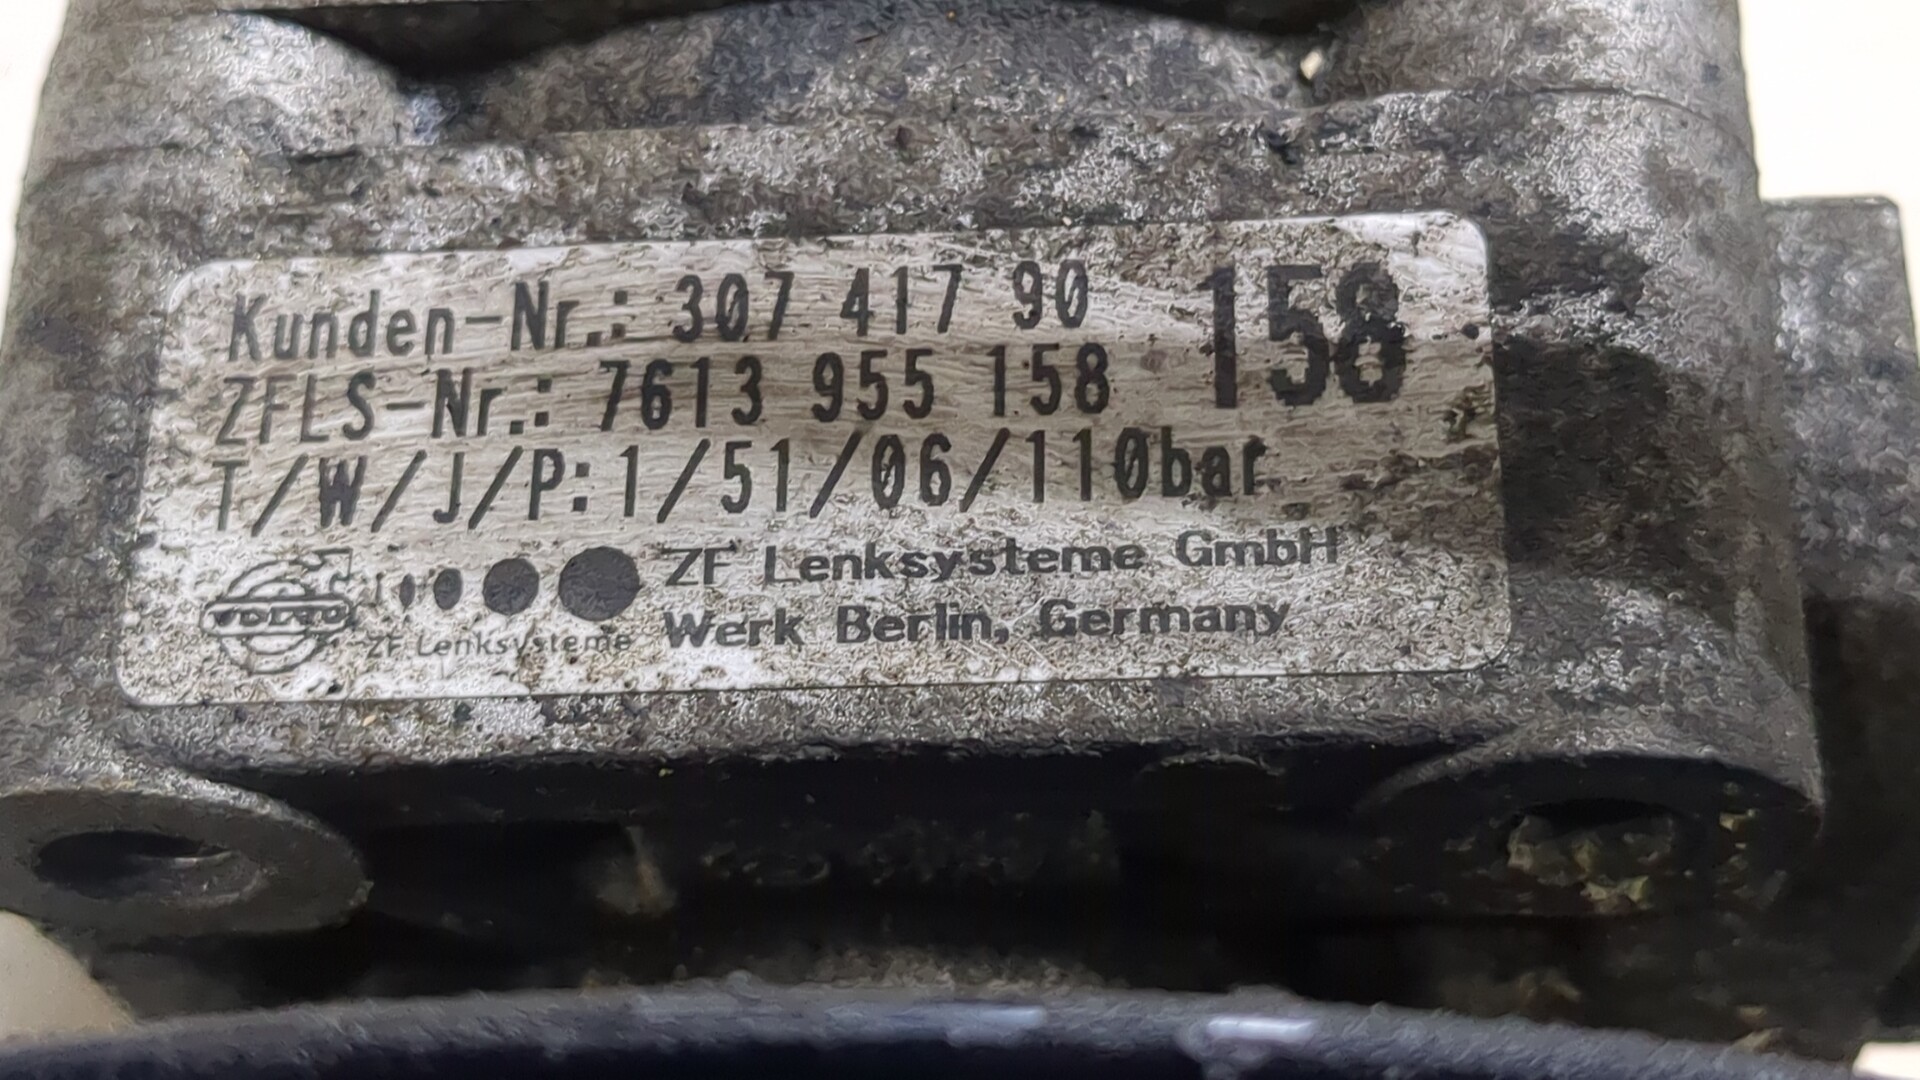 Kunden-Nr.: 307 417 90
158
ZFLS-Nr.: 7613 955 158
T/W/J/P: 1/51/06/110bar
VOLVO
ZF Lenksysteme
ZF Lenksysteme GmbH
Werk Berlin, Germany